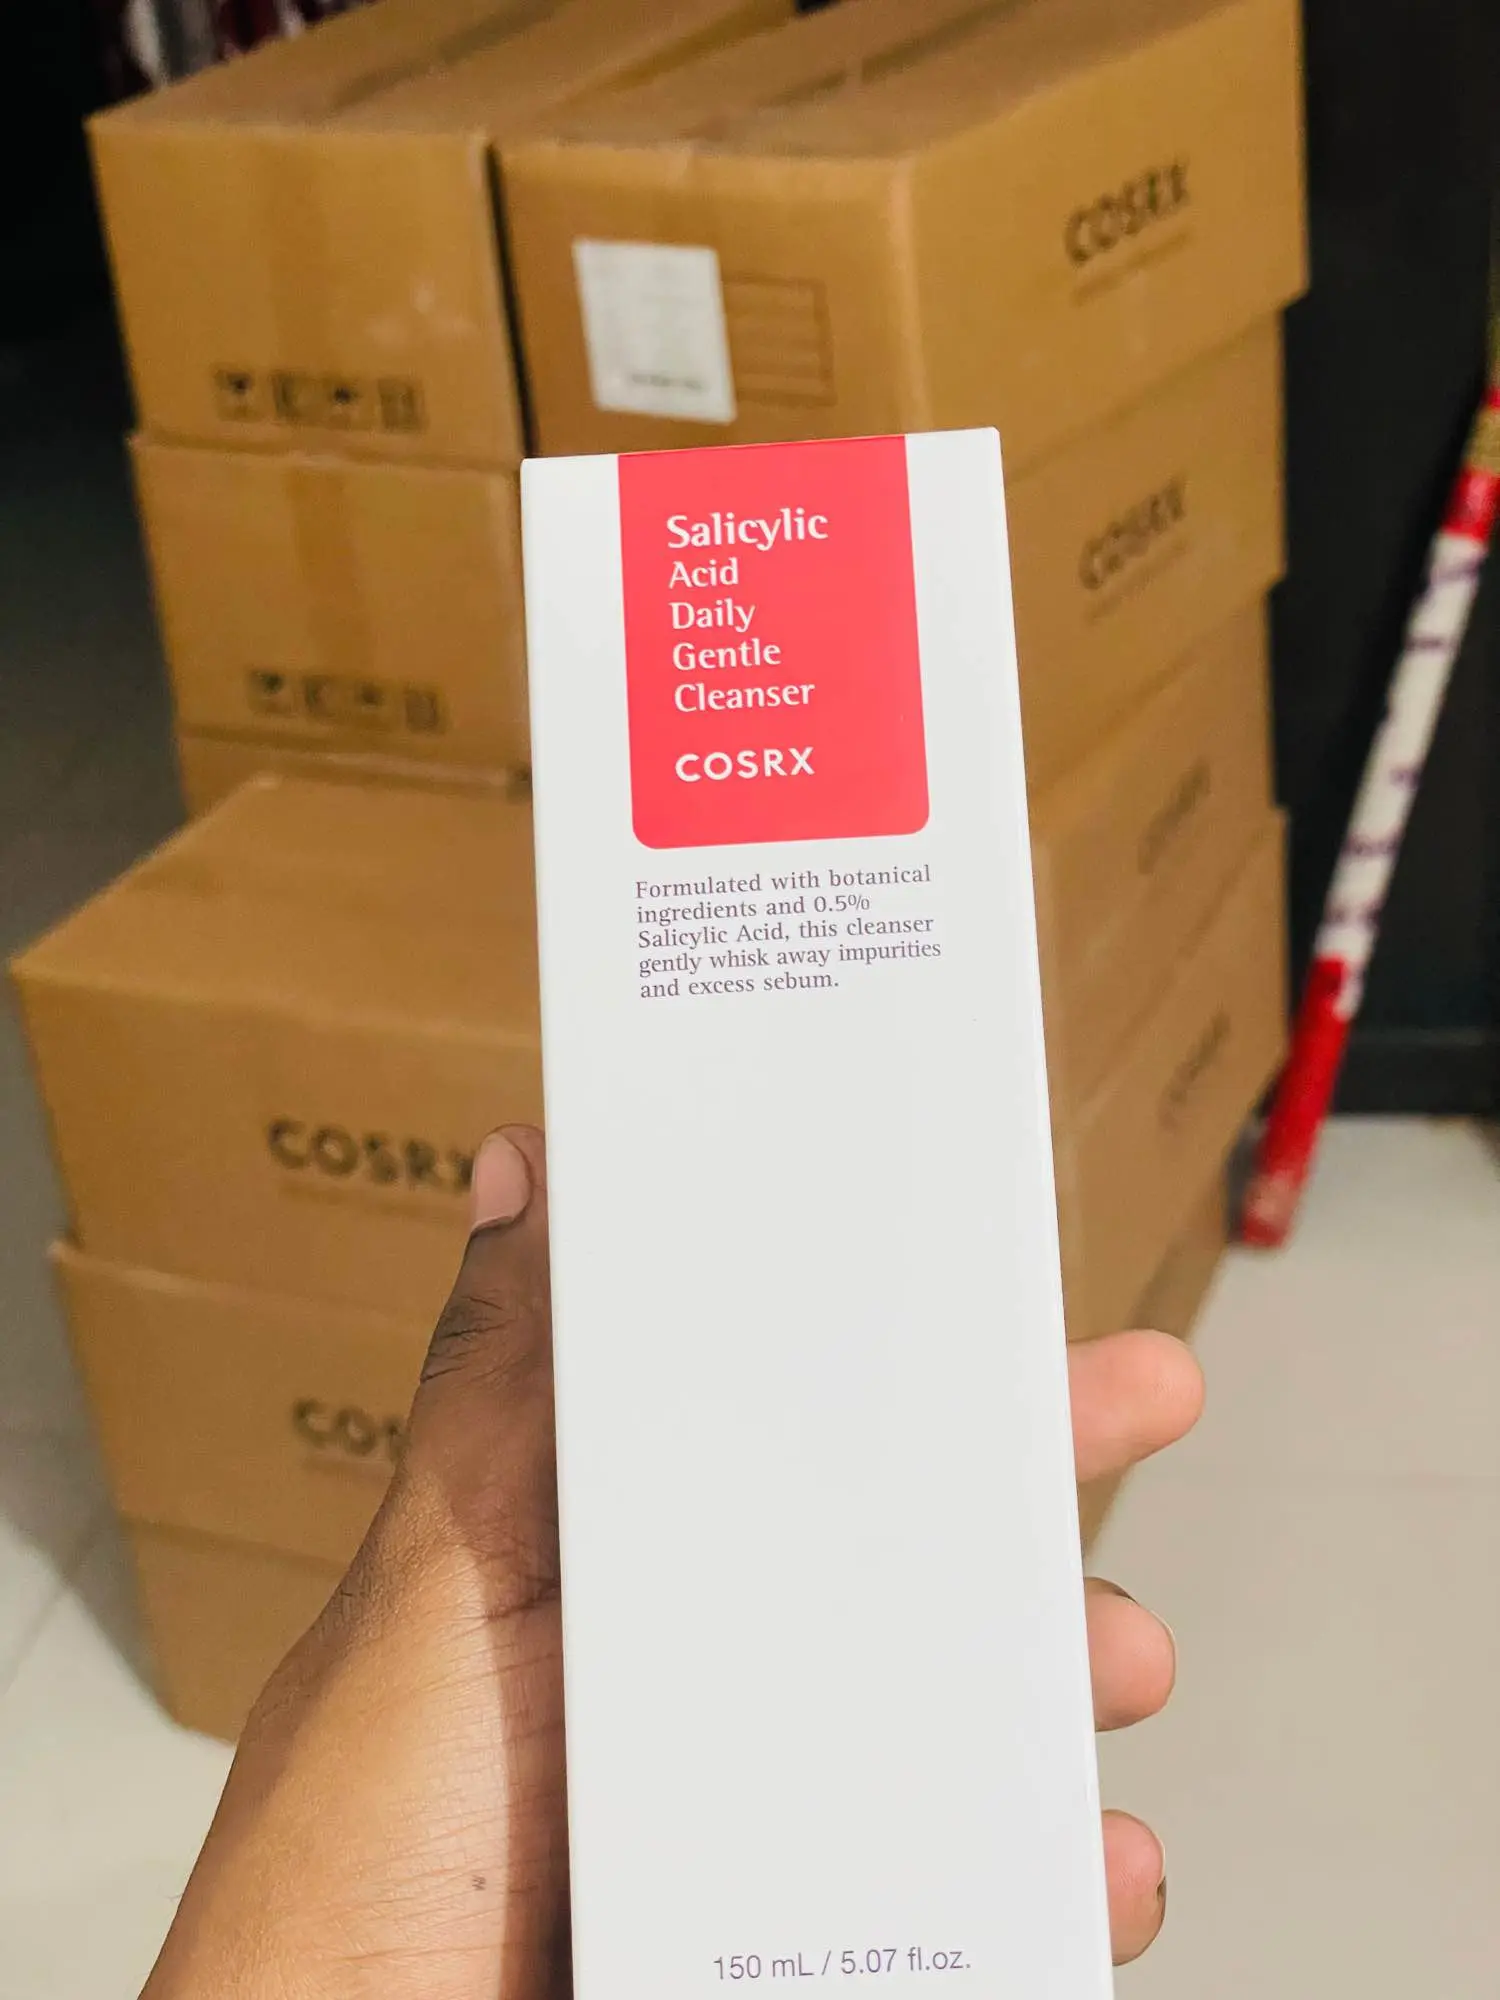 COSRX
COSRX
Salicylic
Acid
Daily
Gentle
Cleanser
COSRX
Formulated with botanical
ingredients and 0.5%
Salicylic Acid, this cleanser
gently whisk away impurities
and excess sebum.
COSRX
150 mL / 5.07 fl.oz.